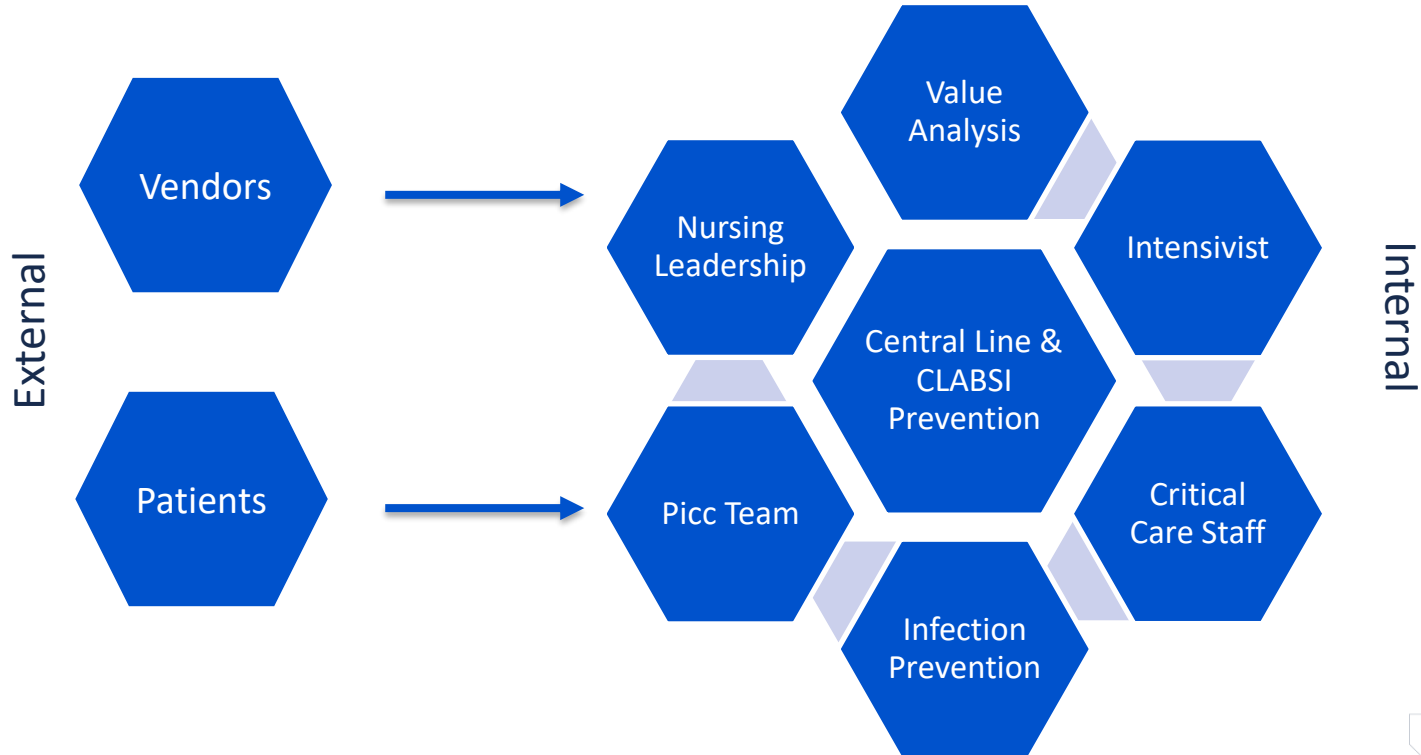 External
Vendors
Patients
Value
Analysis
Nursing
Leadership
Intensivist
Central Line &
CLABSI
Prevention
Picc Team
Critical
Care Staff
Infection
Prevention
Internal